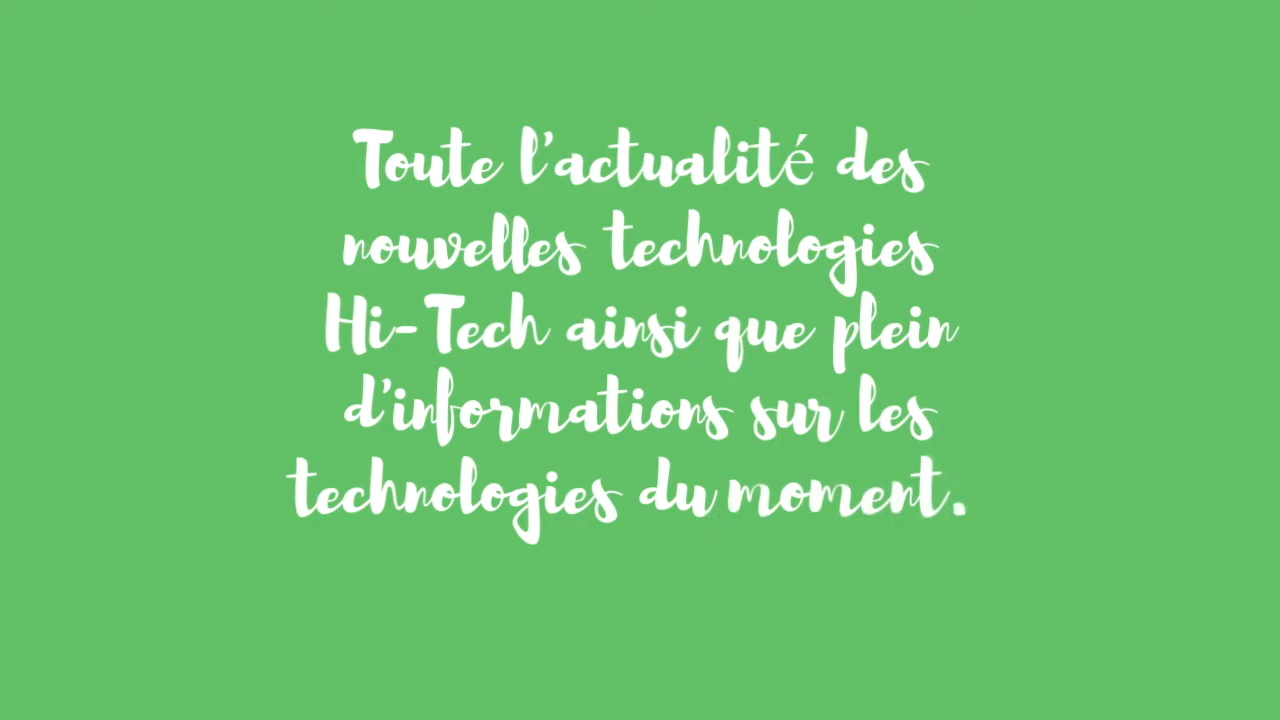 Toute l'actualité des
nouvelles technologies
Hi-Tech ainsi que plein
d'informations sur les
technologies du moment.